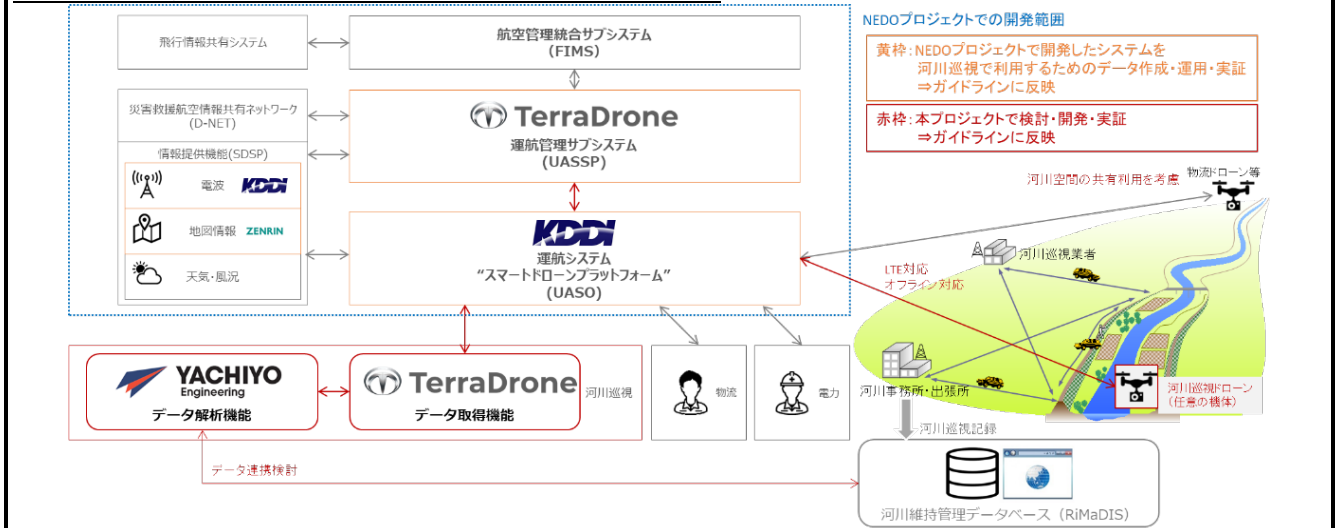 NEDOプロジェクトでの開発範囲
飛行情報共有システム
航空管理統合サブシステム
(FIMS)
黄枠：NEDOプロジェクトで開発したシステムを
河川巡視で利用するためのデータ作成・運用・実証
⇒ガイドラインに反映
赤枠：本プロジェクトで検討・開発・実証
⇒ガイドラインに反映
災害救援航空情報共有ネットワーク
(D-NET)
TerraDrone
運航管理サブシステム
(UASSP)
情報提供機能(SDSP)
電波 KDDI
地図情報 ZENRIN
天気・風況
KDDI
運航システム
“スマートドローンプラットフォーム”
(UASO)
河川空間の共有利用を考慮
物流ドローン等
河川巡視業者
LTE対応
オフライン対応
河川事務所・出張所
河川巡視ドローン
(任意の機体)
YACHIYO
Engineering
データ解析機能
TerraDrone
データ取得機能
河川巡視
物流
電力
河川巡視記録
データ連携検討
河川維持管理データベース（RiMaDIS）